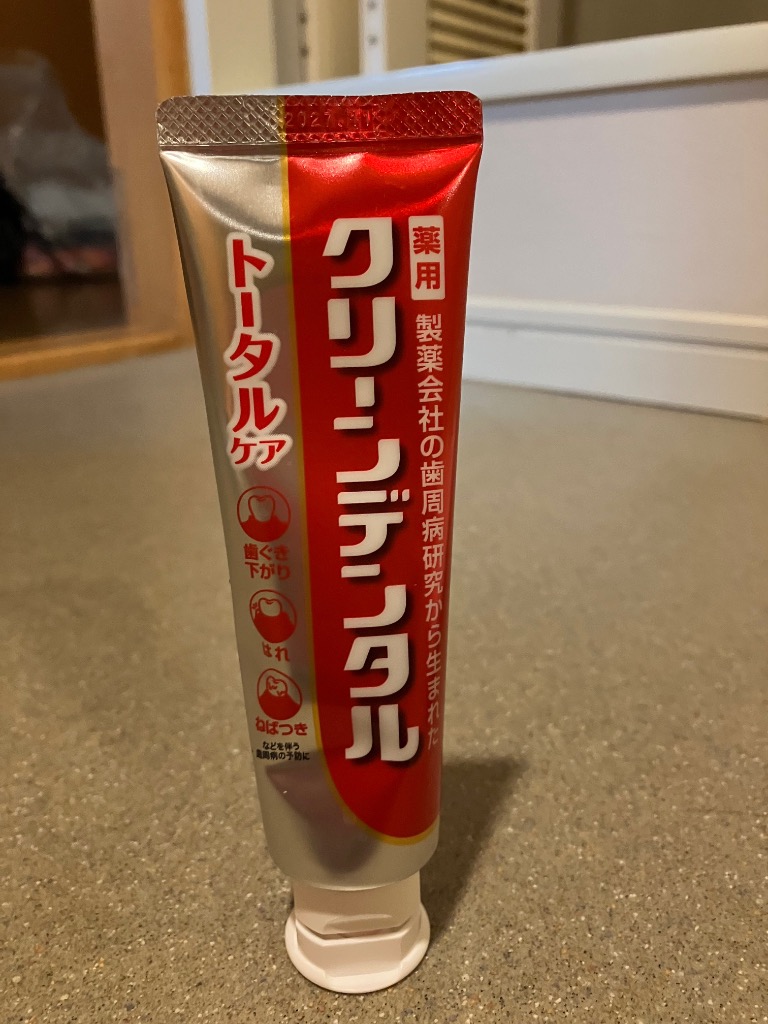 薬用
製薬会社の歯周病研究から生まれた
クリーンデンタル
トータルケア
歯ぐき
下がり
はれ
ねばつき
などを伴う
歯周病の予防に